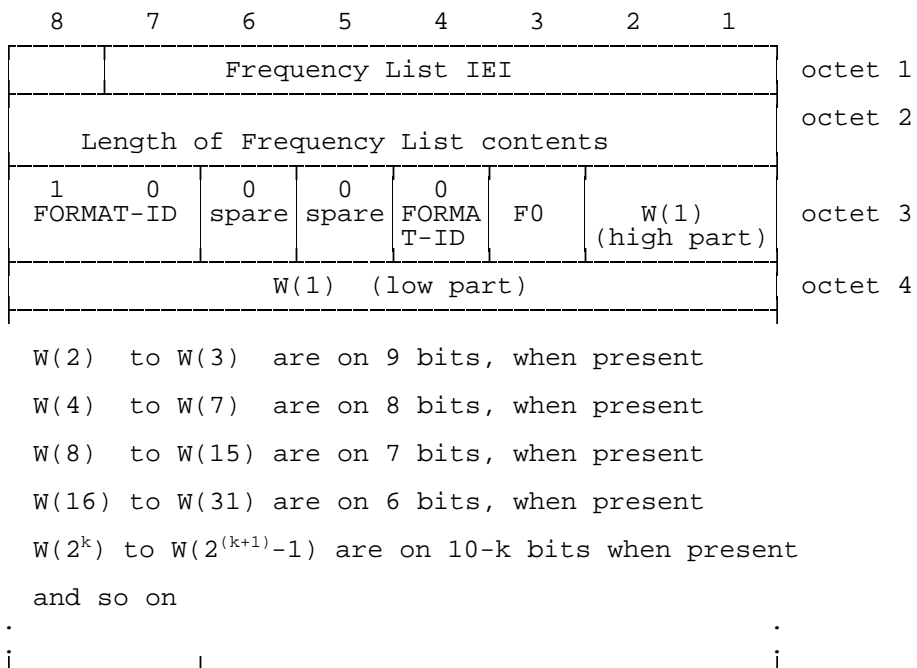 8 7 6 5 4 3 2 1
Frequency List IEI octet 1
octet 2
Length of Frequency List contents
1 0 0 0 0
FORMAT-ID spare spare FORMA F0 W(1) octet 3
T-ID (high part)
W(1) (low part) octet 4
W(2) to W(3) are on 9 bits, when present
W(4) to W(7) are on 8 bits, when present
W(8) to W(15) are on 7 bits, when present
W(16) to W(31) are on 6 bits, when present
W(2^k) to W(2^(k+1)-1) are on 10-k bits when present
and so on
. .
. .